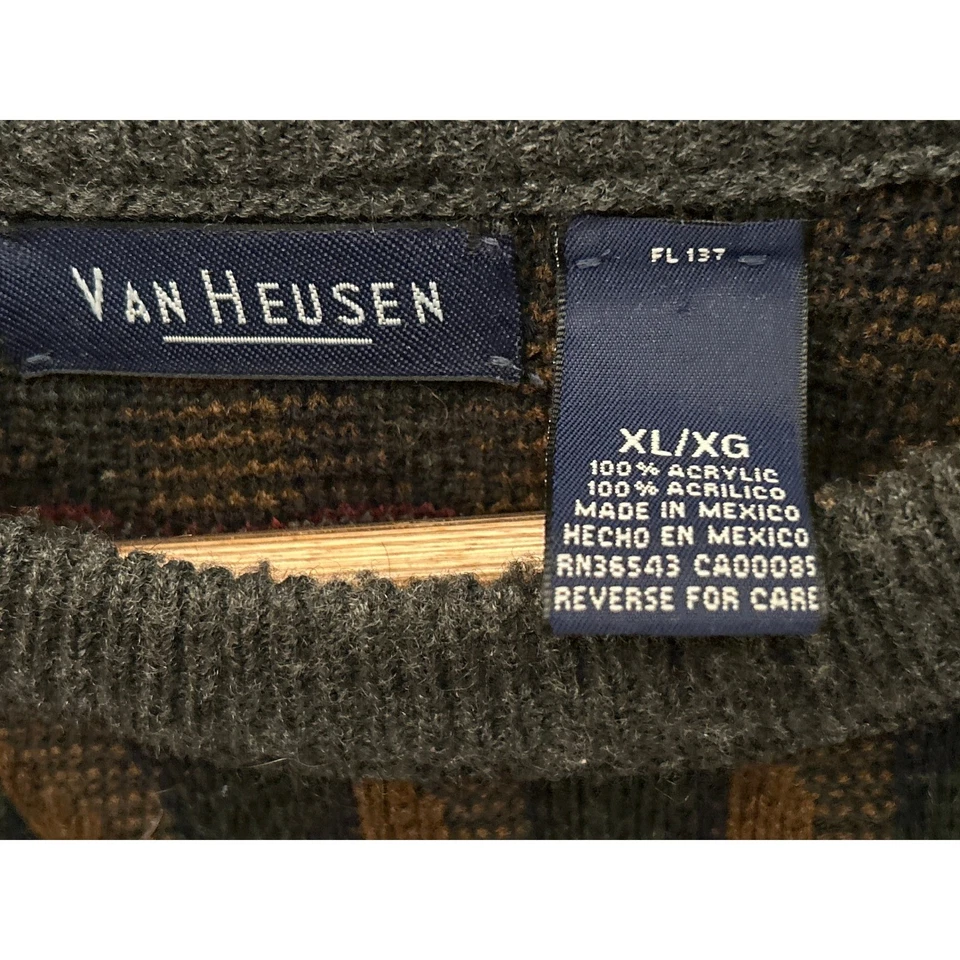 VAN HEUSEN
FL 137
XL/XG
100% ACRYLIC
100% ACRILICO
MADE IN MEXICO
HECHO EN MEXICO
RN36543 CA00085
REVERSE FOR CARE